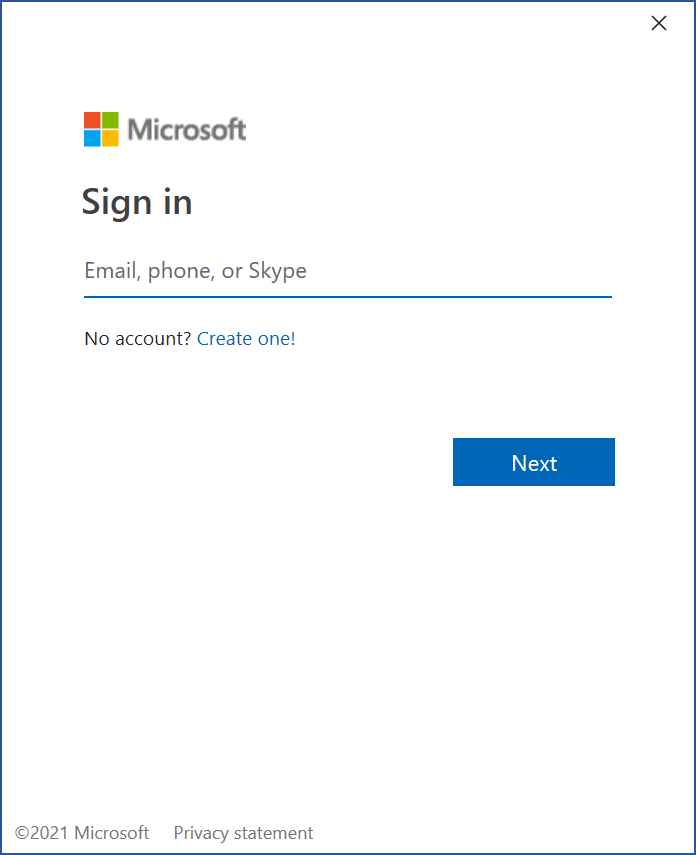 Microsoft
Sign in
Email, phone, or Skype
No account? Create one!
Next
©2021 Microsoft Privacy statement